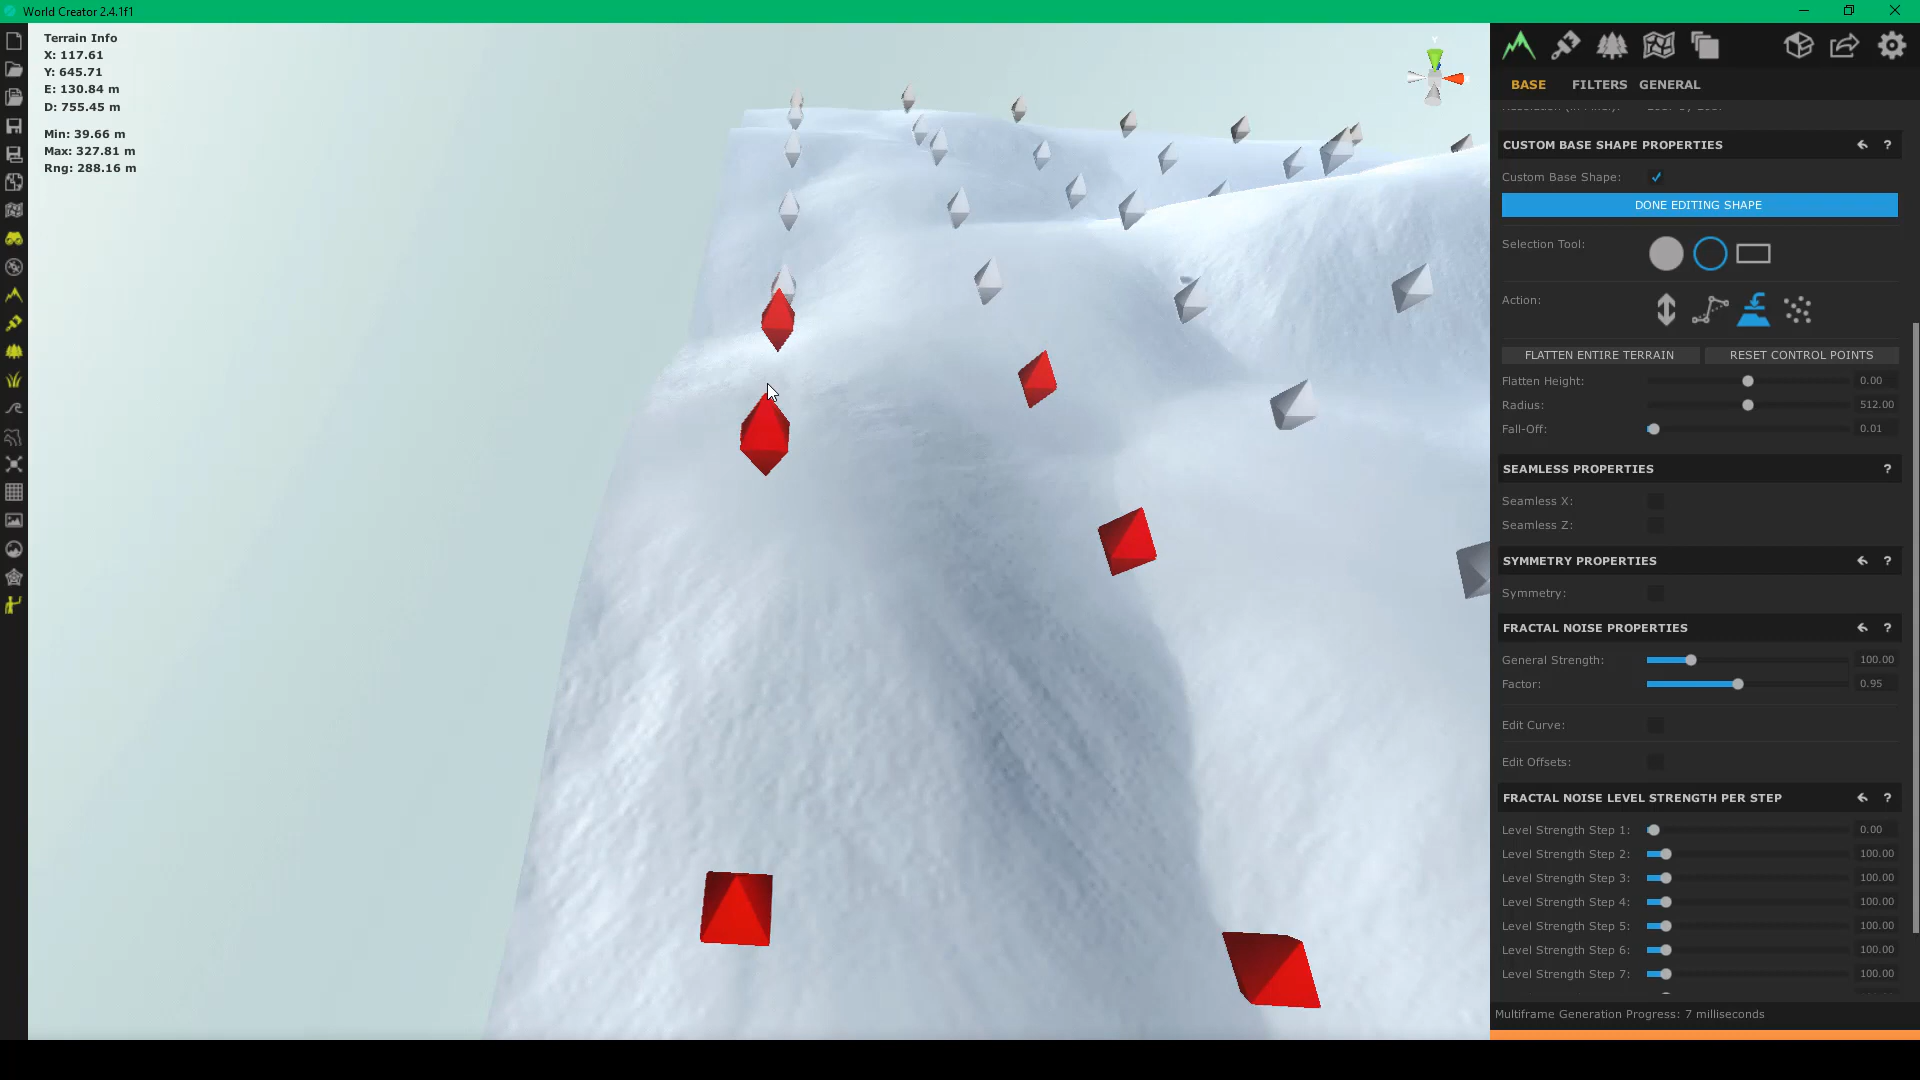 World Creator 2.4.1f1
Terrain Info
X: 117.61
Y: 645.71
E: 130.84 m
D: 755.45 m
Min: 39.66 m
Max: 327.81 m
Rng: 288.16 m
BASE FILTERS GENERAL
CUSTOM BASE SHAPE PROPERTIES ?
Custom Base Shape:
DONE EDITING SHAPE
Selection Tool:
Action:
FLATTEN ENTIRE TERRAIN RESET CONTROL POINTS
Flatten Height: 0.00
Radius: 512.00
Fall-Off: 0.01
SEAMLESS PROPERTIES ?
Seamless X:
Seamless Z:
SYMMETRY PROPERTIES ?
Symmetry:
FRACTAL NOISE PROPERTIES ?
General Strength: 100.00
Factor: 0.95
Edit Curve:
Edit Offsets:
FRACTAL NOISE LEVEL STRENGTH PER STEP ?
Level Strength Step 1: 0.00
Level Strength Step 2: 100.00
Level Strength Step 3: 100.00
Level Strength Step 4: 100.00
Level Strength Step 5: 100.00
Level Strength Step 6: 100.00
Level Strength Step 7: 100.00
Multiframe Generation Progress: 7 milliseconds